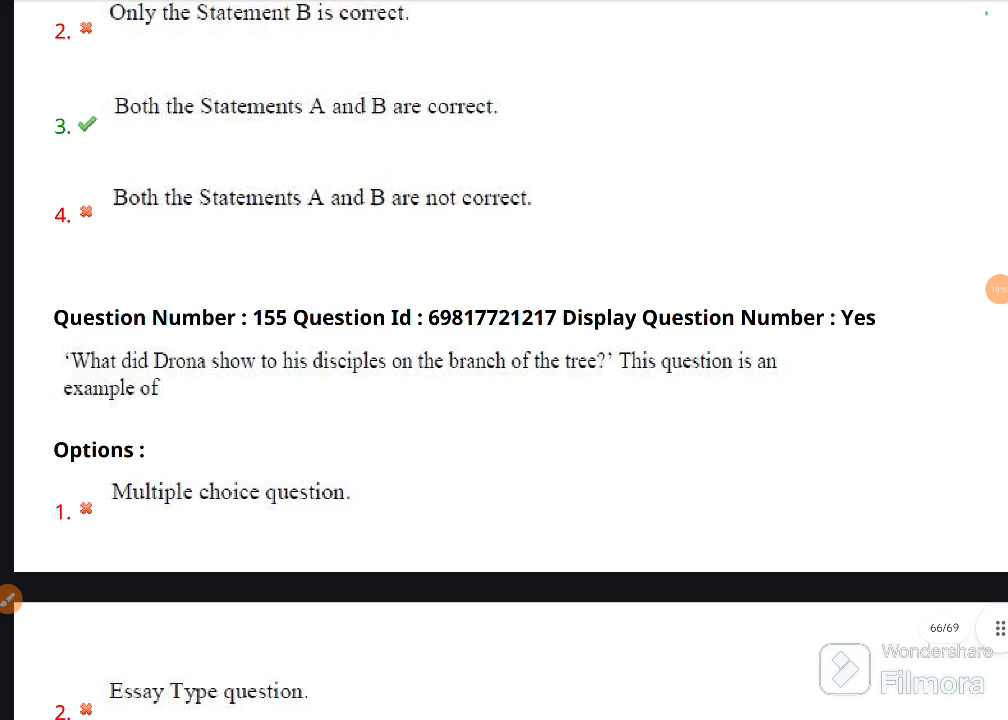 Only the Statement B is correct.
2.
Both the Statements A and B are correct.
3.
Both the Statements A and B are not correct.
4.
Question Number : 155 Question Id : 69817721217 Display Question Number : Yes
‘What did Drona show to his disciples on the branch of the tree?’ This question is an
example of
Options :
Multiple choice question.
1.
66/69
Wondershare
Filmora
Essay Type question.
2.